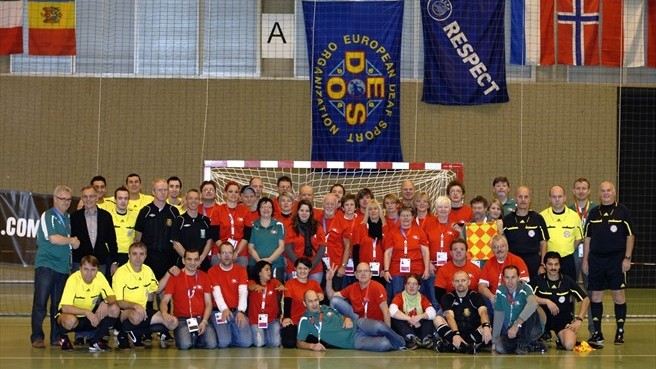 A
ORGANIZATION EUROPEAN DEAF SPORT
EDSO
RESPECT
.COM